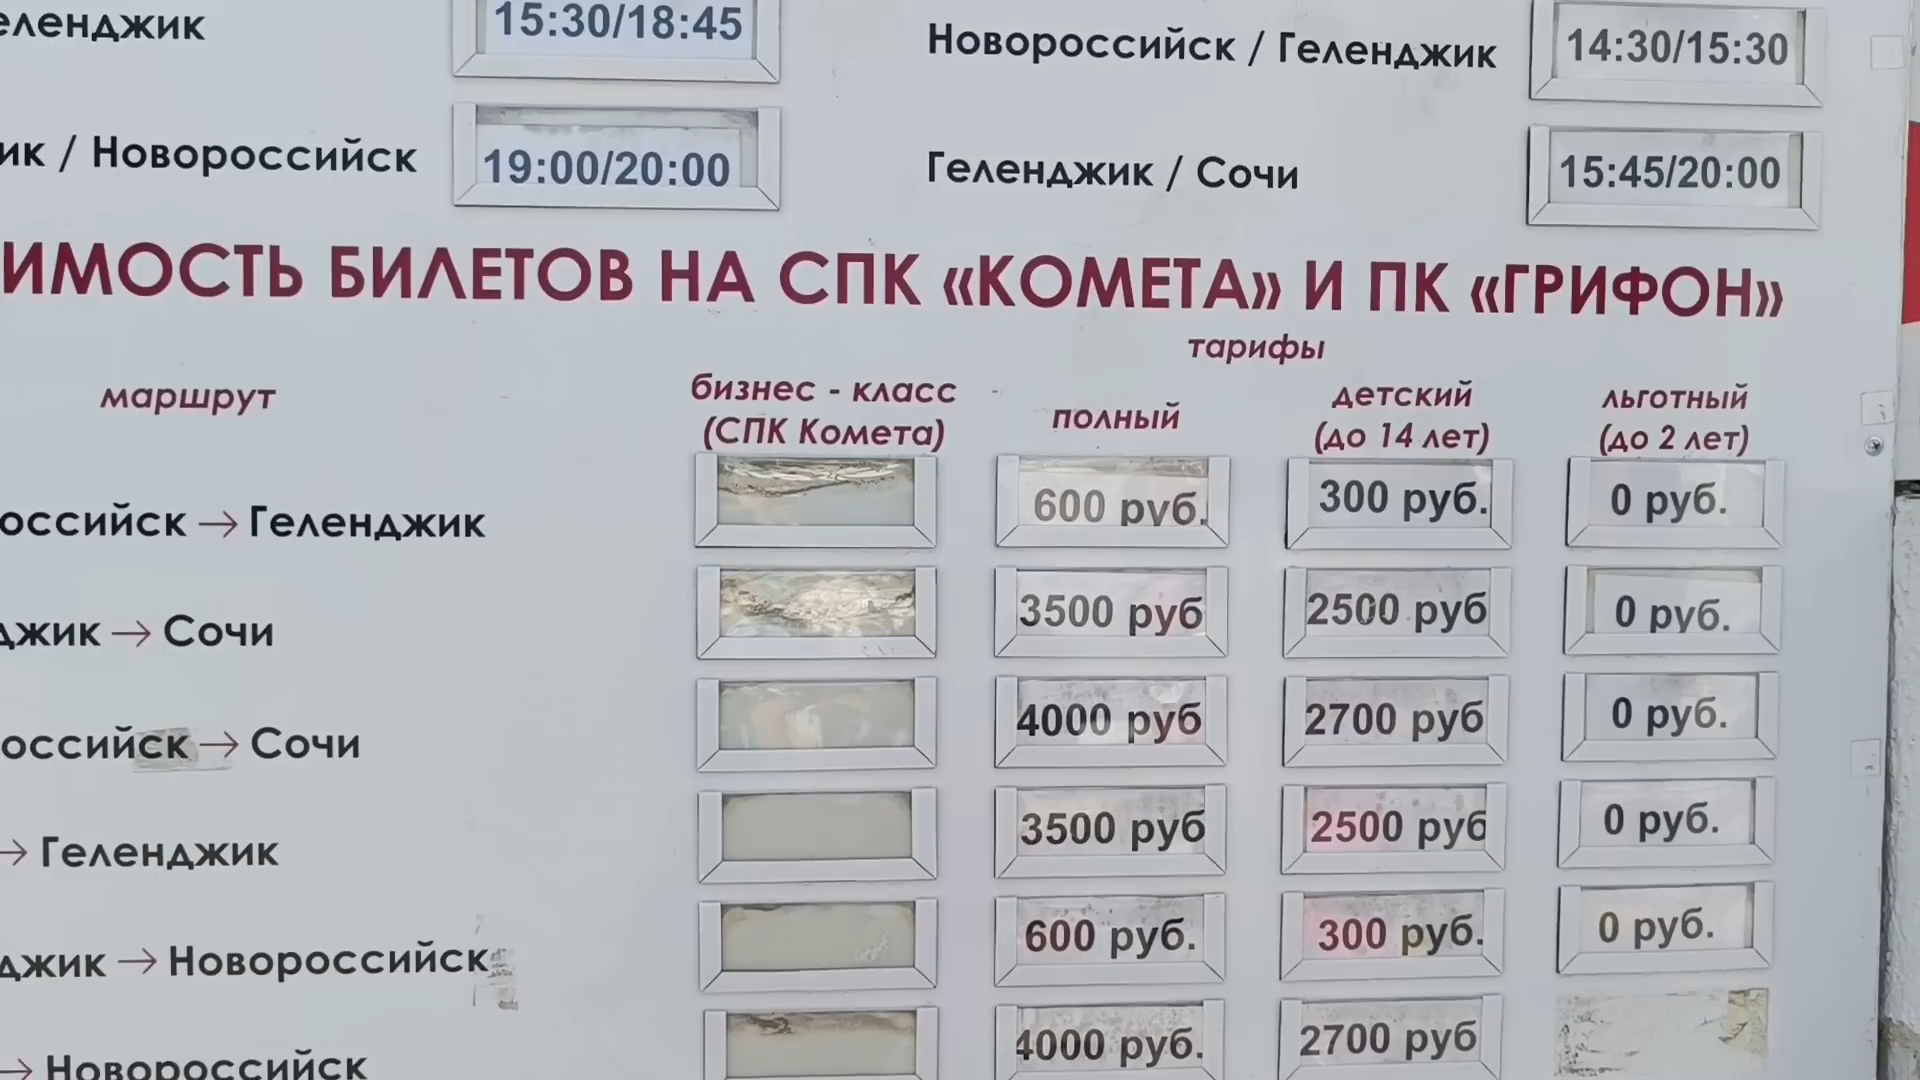 еленджик 15:30/18:45 Новороссийск / Геленджик 14:30/15:30
ик / Новороссийск 19:00/20:00 Геленджик / Сочи 15:45/20:00
ИМОСТЬ БИЛЕТОВ НА СПК «КОМЕТА» И ПК «ГРИФОН»
тарифы
маршрут бизнес - класс (СПК Комета) полный детский (до 14 лет) льготный (до 2 лет)
оссийск → Геленджик 600 руб. 300 руб. 0 руб.
джик → Сочи 3500 руб 2500 руб 0 руб.
оссийск → Сочи 4000 руб 2700 руб 0 руб.
→ Геленджик 3500 руб 2500 руб 0 руб.
джик → Новороссийск 600 руб. 300 руб. 0 руб.
→ Новороссийск 4000 руб. 2700 руб